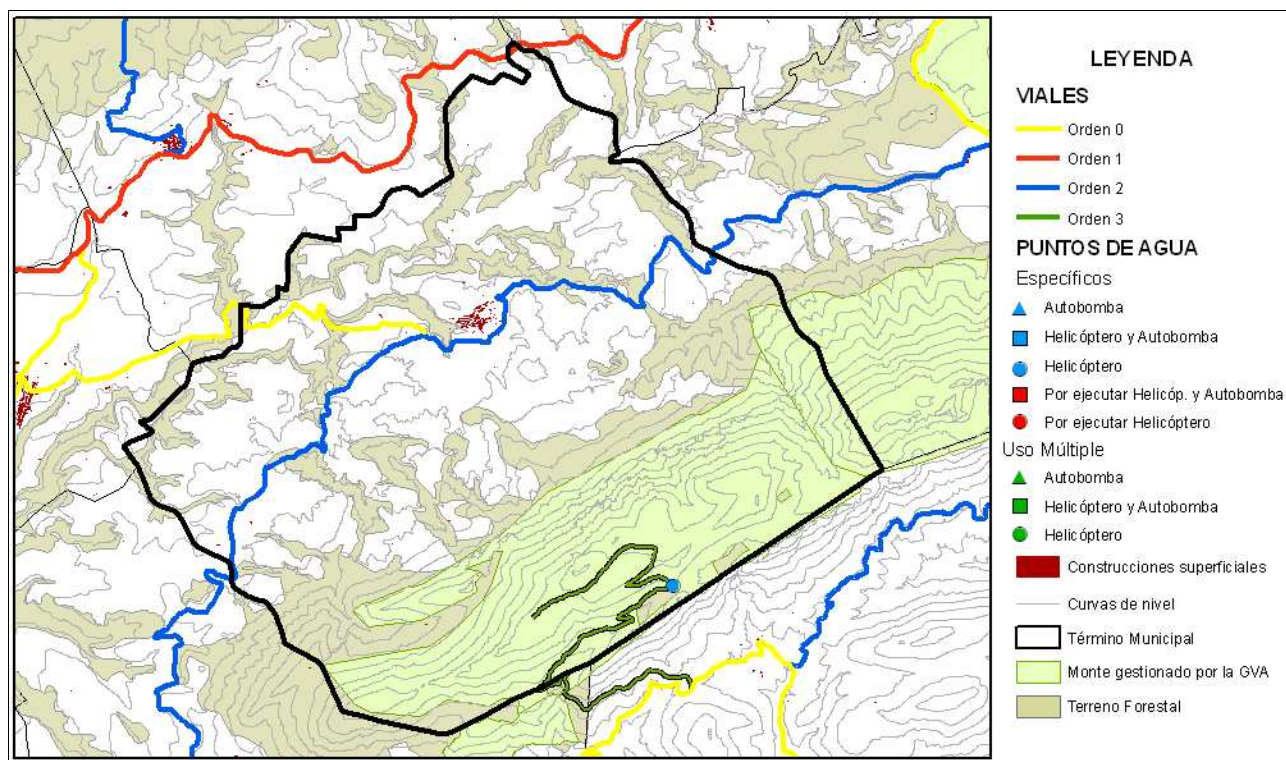 LEYENDA
VIALES
Orden 0
Orden 1
Orden 2
Orden 3
PUNTOS DE AGUA
Específicos
Autobomba
Helicóptero y Autobomba
Helicóptero
Por ejecutar Helicóp. y Autobomba
Por ejecutar Helicóptero
Uso Múltiple
Autobomba
Helicóptero y Autobomba
Helicóptero
Construcciones superficiales
Curvas de nivel
Término Municipal
Monte gestionado por la GVA
Terreno Forestal